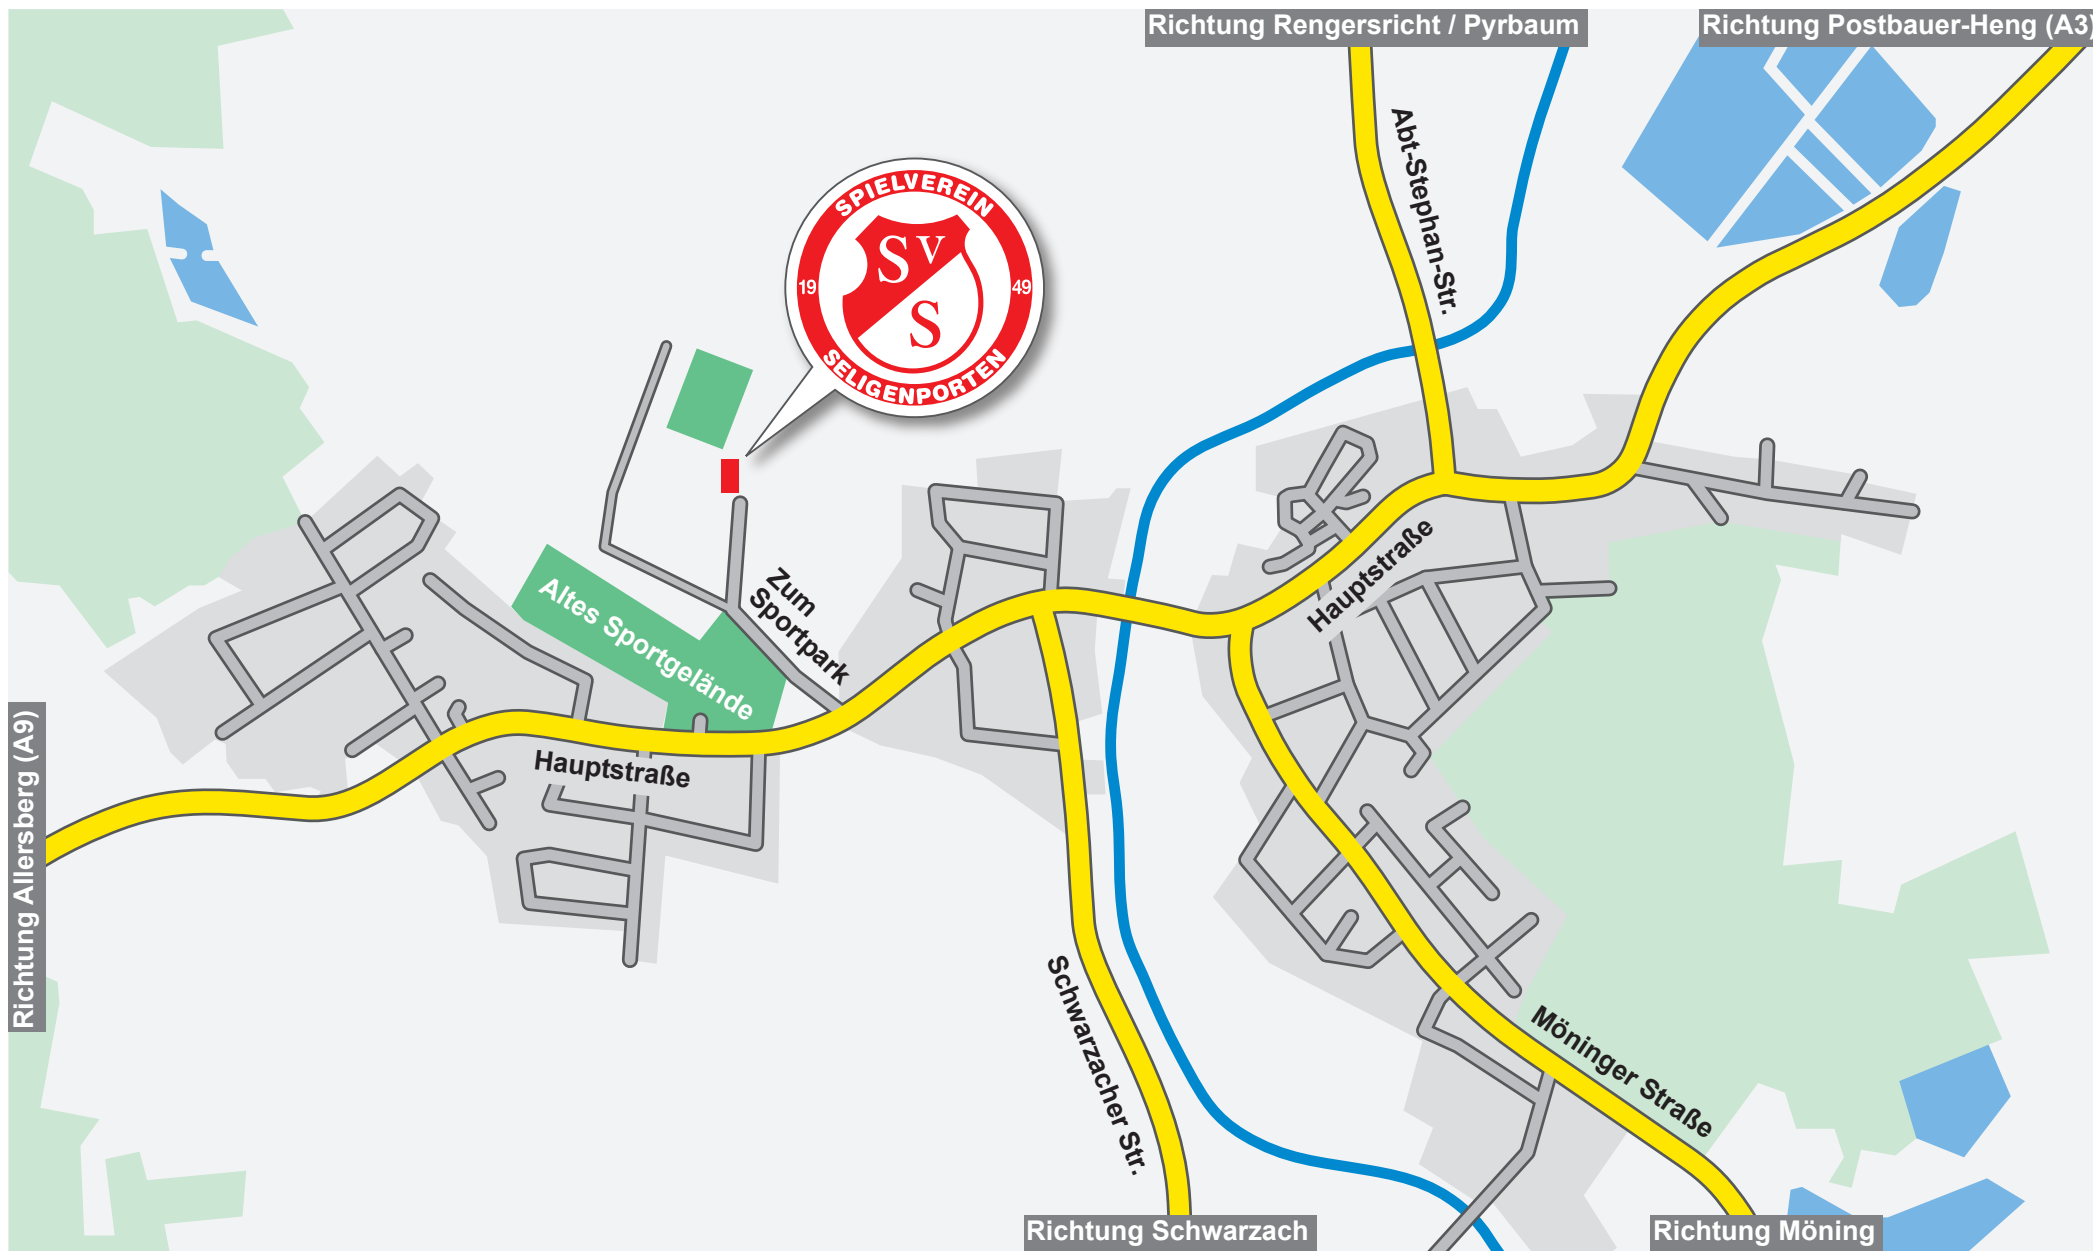 Richtung Rengersricht / Pyrbaum
Richtung Postbauer-Heng (A3)
Abt-Stephan-Str.
SPIELVEREIN
19
49
SV
S
SELIGENPORTEN
Hauptstraße
Zum
Sportpark
Altes Sportgelände
Hauptstraße
Richtung Allersberg (A9)
Schwarzacher Str.
Möninger Straße
Richtung Schwarzach
Richtung Möning